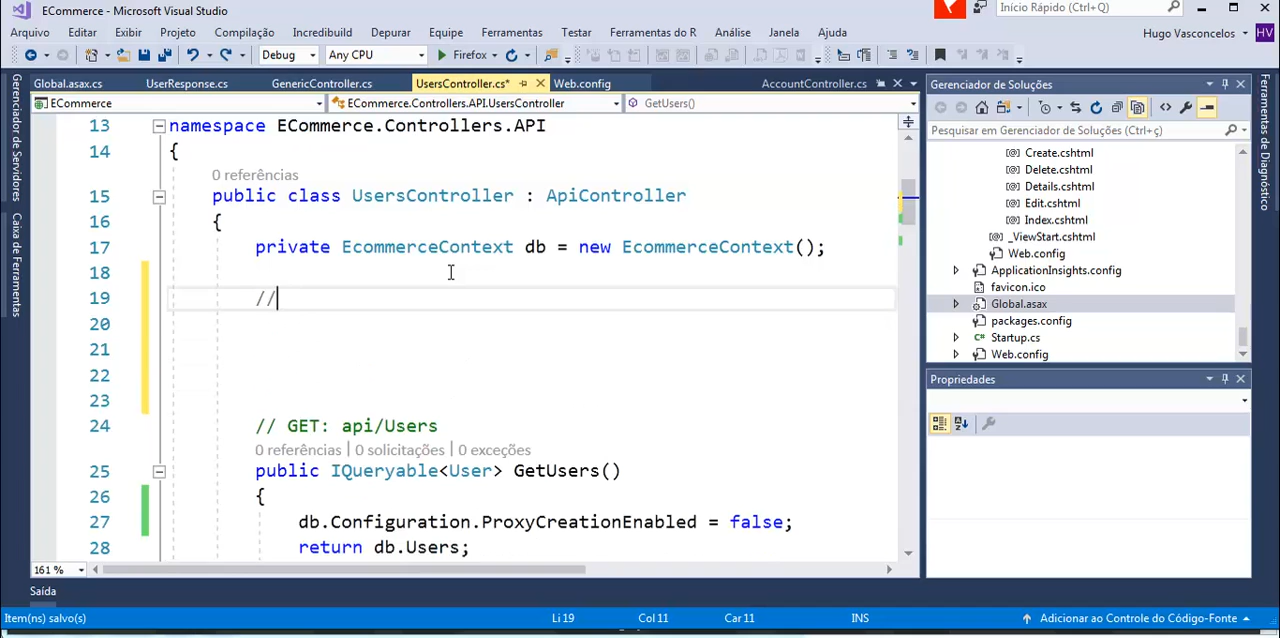 ECommerce - Microsoft Visual Studio
Início Rápido (Ctrl+Q)
Arquivo Editar Exibir Projeto Compilação Incredibuild Depurar Equipe Ferramentas Testar Ferramentas do R Análise Janela Ajuda
Hugo Vasconcelos HV
Debug Any CPU Firefox
Global.asax.cs UserResponse.cs GenericController.cs UsersController.cs* Web.config AccountController.cs
ECommerce ECommerce.Controllers.API.UsersController GetUsers()
13 namespace ECommerce.Controllers.API
14 {
0 referências
15 public class UsersController : ApiController
16 {
17 private EcommerceContext db = new EcommerceContext();
18
19 //
20
21
22
23
24 // GET: api/Users
0 referências | 0 solicitações | 0 exceções
25 public IQueryable<User> GetUsers()
26 {
27 db.Configuration.ProxyCreationEnabled = false;
28 return db.Users;
161 %
Gerenciador de Servidores
Caixa de Ferramentas
Gerenciador de Soluções
Pesquisar em Gerenciador de Soluções (Ctrl+ç)
Create.cshtml
Delete.cshtml
Details.cshtml
Edit.cshtml
Index.cshtml
_ViewStart.cshtml
Web.config
ApplicationInsights.config
favicon.ico
Global.asax
packages.config
Startup.cs
Web.config
Propriedades
Ferramentas de Diagnóstico
Saída
Item(ns) salvo(s) Li 19 Col 11 Car 11 INS Adicionar ao Controle do Código-Fonte